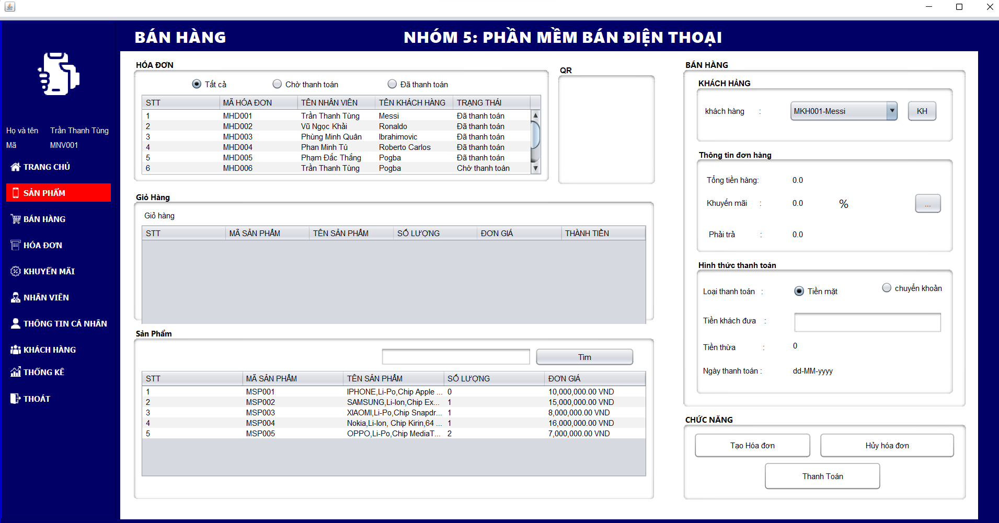 BÁN HÀNG
NHÓM 5: PHẦN MỀM BÁN ĐIỆN THOẠI
Họ và tên Trần Thanh Tùng
Mã MNV001
TRANG CHỦ
SẢN PHẨM
BÁN HÀNG
HÓA ĐƠN
KHUYẾN MÃI
NHÂN VIÊN
THÔNG TIN CÁ NHÂN
KHÁCH HÀNG
THỐNG KÊ
THOÁT
HÓA ĐƠN
Tất cả Chờ thanh toán Đã thanh toán
STT MÃ HÓA ĐƠN TÊN NHÂN VIÊN TÊN KHÁCH HÀNG TRẠNG THÁI
1 MHD001 Trần Thanh Tùng Messi Đã thanh toán
2 MHD002 Vũ Ngọc Khải Ronaldo Đã thanh toán
3 MHD003 Phùng Minh Quân Ibrahimovic Đã thanh toán
4 MHD004 Phan Minh Tú Roberto Carlos Đã thanh toán
5 MHD005 Phạm Đắc Thắng Pogba Đã thanh toán
6 MHD006 Trần Thanh Tùng Pogba Chờ thanh toán
QR
Giỏ Hàng
Giỏ hàng
STT MÃ SẢN PHẨM TÊN SẢN PHẨM SỐ LƯỢNG ĐƠN GIÁ THÀNH TIỀN
Sản Phẩm
Tìm
STT MÃ SẢN PHẨM TÊN SẢN PHẨM SỐ LƯỢNG ĐƠN GIÁ
1 MSP001 IPHONE,Li-Po,Chip Apple ... 0 10,000,000.00 VND
2 MSP002 SAMSUNG,Li-Ion,Chip Ex... 1 15,000,000.00 VND
3 MSP003 XIAOMI,Li-Po,Chip Snapdr... 1 8,000,000.00 VND
4 MSP004 Nokia,Li-Ion, Chip Kirin,64 ... 1 16,000,000.00 VND
5 MSP005 OPPO,Li-Po,Chip MediaT... 2 7,000,000.00 VND
BÁN HÀNG
KHÁCH HÀNG
khách hàng : MKH001-Messi KH
Thông tin đơn hàng
Tổng tiền hàng: 0.0
Khuyến mãi : 0.0 % ...
Phải trả : 0.0
Hình thức thanh toán
Loại thanh toán : Tiền mặt chuyển khoản
Tiền khách đưa :
Tiền thừa : 0
Ngày thanh toán : dd-MM-yyyy
CHỨC NĂNG
Tạo Hóa đơn Hủy hóa đơn
Thanh Toán